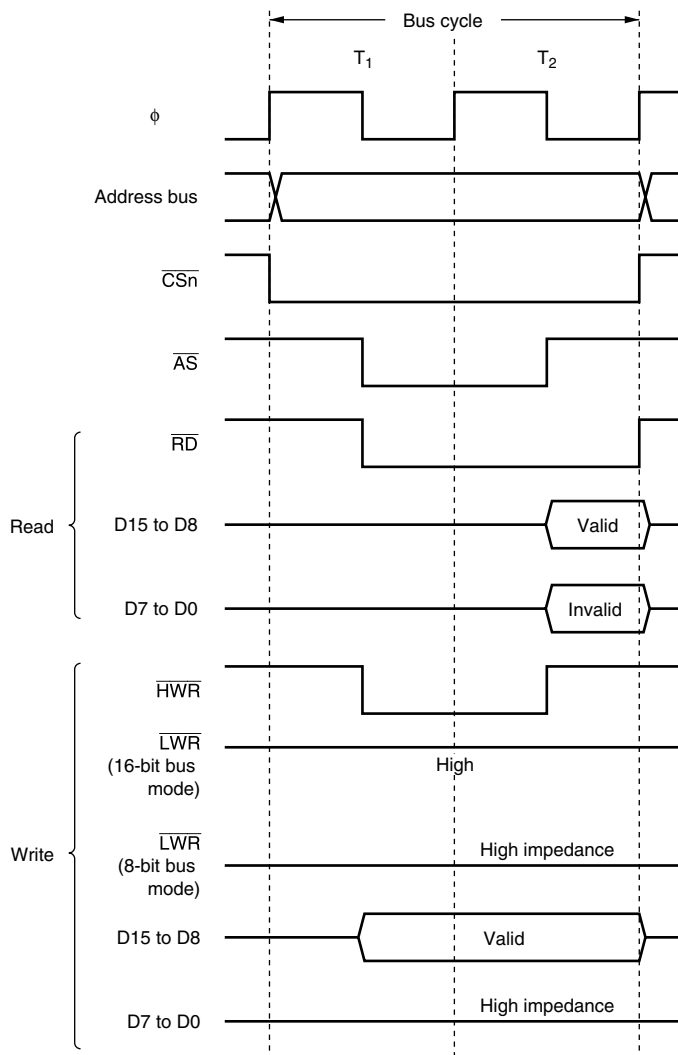 Bus cycle
T1 T2
ϕ
Address bus
CSn
AS
RD
Read
D15 to D8 Valid
D7 to D0 Invalid
HWR
LWR
(16-bit bus High
mode)
LWR
Write
(8-bit bus High impedance
mode)
D15 to D8 Valid
High impedance
D7 to D0